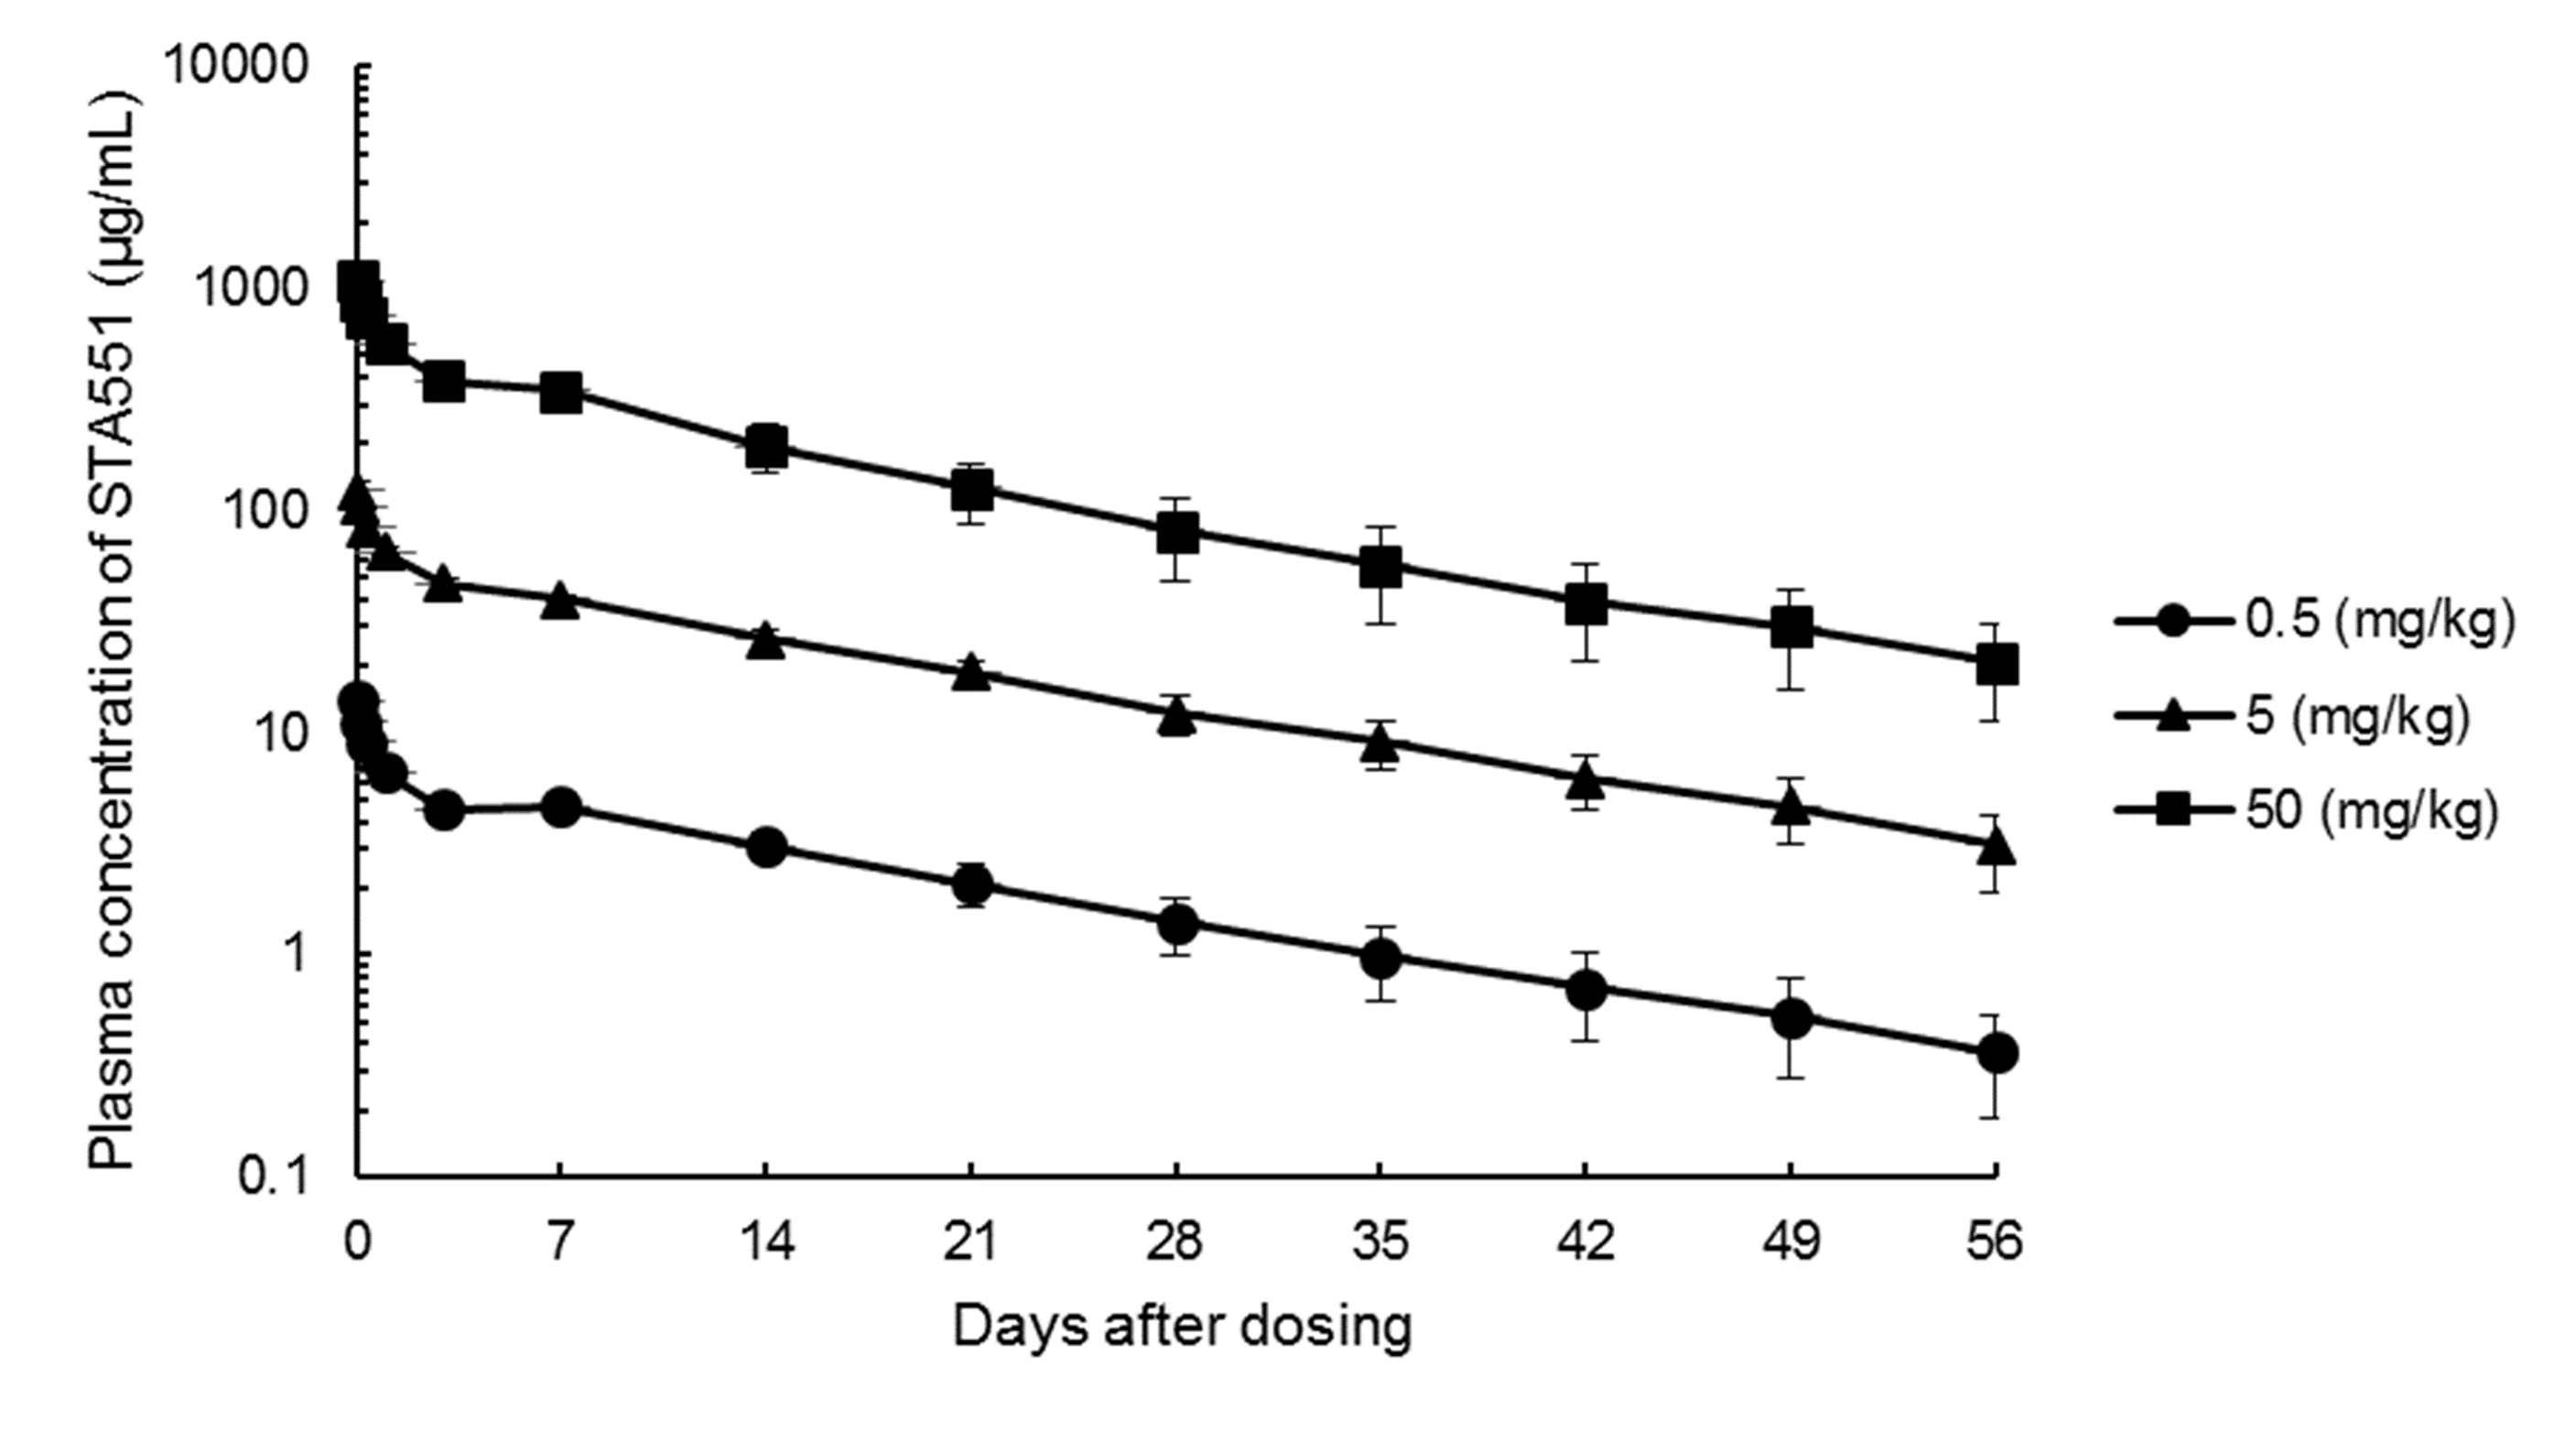 Plasma concentration of STA551 (µg/mL)
10000
1000
100
10
1
0.1
0 7 14 21 28 35 42 49 56
Days after dosing
0.5 (mg/kg)
5 (mg/kg)
50 (mg/kg)